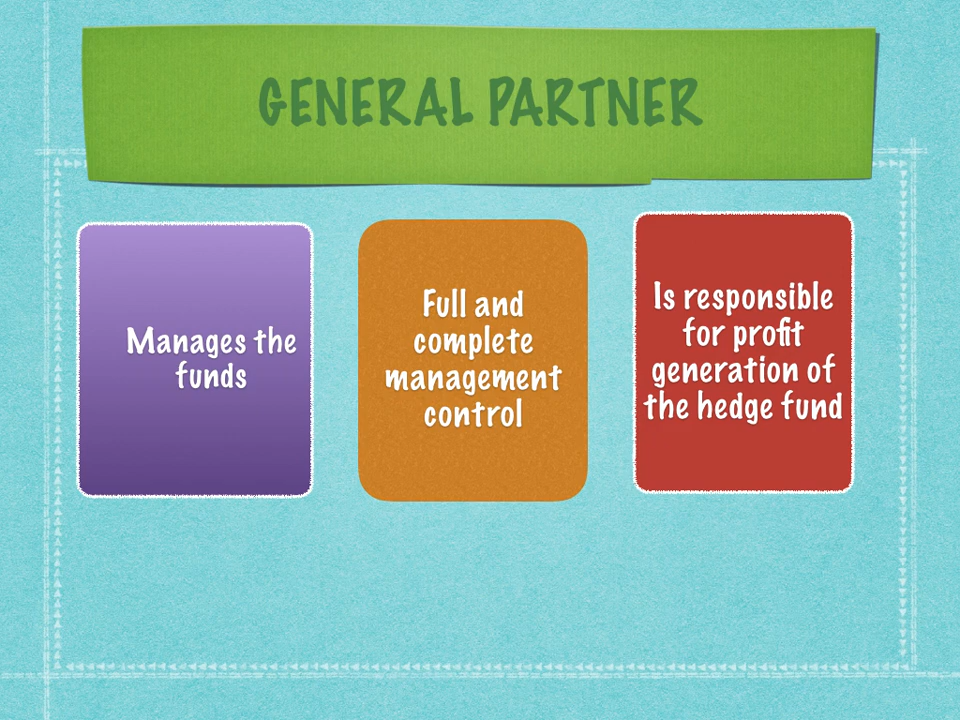 GENERAL PARTNER
Manages the
funds
Full and
complete
management
control
Is responsible
for profit
generation of
the hedge fund